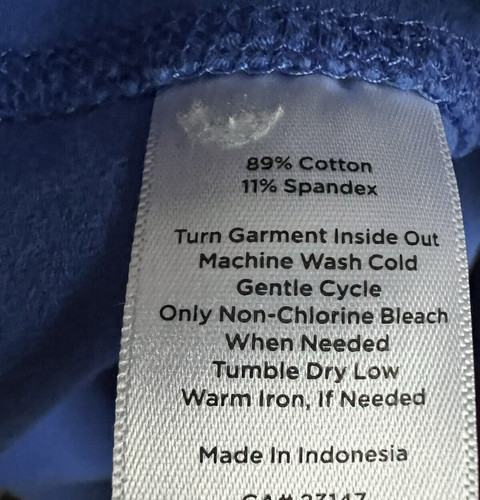 89% Cotton
11% Spandex
Turn Garment Inside Out
Machine Wash Cold
Gentle Cycle
Only Non-Chlorine Bleach
When Needed
Tumble Dry Low
Warm Iron, If Needed
Made In Indonesia